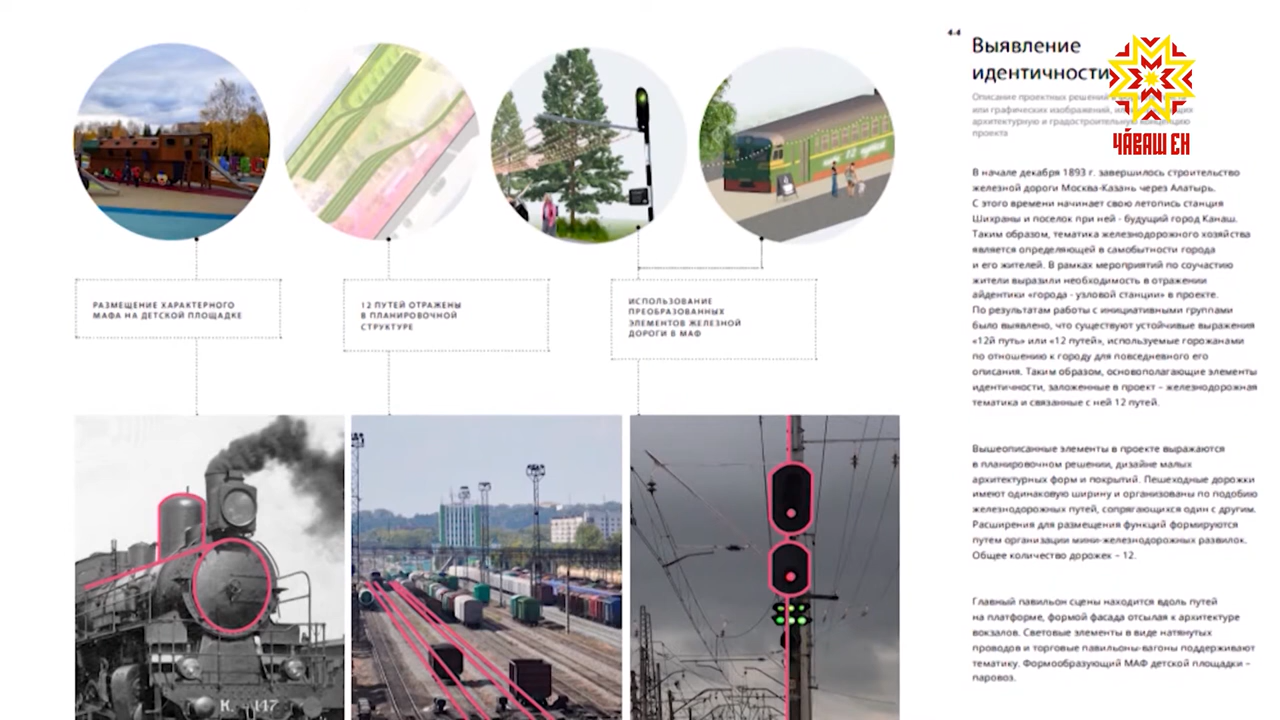 4.4
Выявление
идентичности
Описание проектных решений
или графических изображений,
архитектурную и градостроительную концепцию
проекта
ЧӐВАШ ЕН
В начале декабря 1893 г. завершилось строительство
железной дороги Москва-Казань через Алатырь.
С этого времени начинает свою летопись станция
Шихраны и поселок при ней - будущий город Канаш.
Таким образом, тематика железнодорожного хозяйства
является определяющей в самобытности города
и его жителей. В рамках мероприятий по соучастию
жители выразили необходимость в отражении
айдентики «города - узловой станции» в проекте.
По результатам работы с инициативными группами
было выявлено, что существуют устойчивые выражения
«12й путь» или «12 путей», используемые горожанами
по отношению к городу для повседневного его
описания. Таким образом, основополагающие элементы
идентичности, заложенные в проект – железнодорожная
тематика и связанные с ней 12 путей.
Вышеописанные элементы в проекте выражаются
в планировочном решении, дизайне малых
архитектурных форм и покрытий. Пешеходные дорожки
имеют одинаковую ширину и организованы по подобию
железнодорожных путей, сопрягающихся один с другим.
Расширения для размещения функций формируются
путем организации мини-железнодорожных развилок.
Общее количество дорожек – 12.
Главный павильон сцены находится вдоль путей
на платформе, формой фасада отсылая к архитектуре
вокзалов. Световые элементы в виде натянутых
проводов и торговые павильоны-вагоны поддерживают
тематику. Формообразующий МАФ детской площадки –
паровоз.
РАЗМЕЩЕНИЕ ХАРАКТЕРНОГО
МАФА НА ДЕТСКОЙ ПЛОЩАДКЕ
12 ПУТЕЙ ОТРАЖЕНЫ
В ПЛАНИРОВОЧНОЙ
СТРУКТУРЕ
ИСПОЛЬЗОВАНИЕ
ПРЕОБРАЗОВАННЫХ
ЭЛЕМЕНТОВ ЖЕЛЕЗНОЙ
ДОРОГИ В МАФ
12 путей
К 147